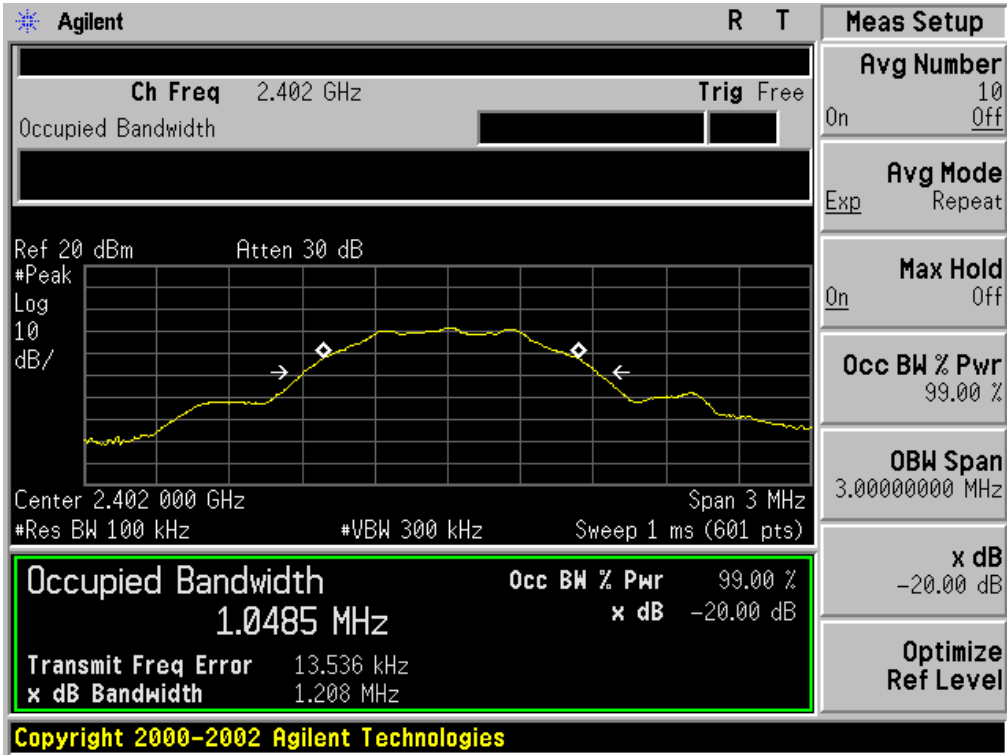 Agilent R T
Ch Freq 2.402 GHz Trig Free
Occupied Bandwidth
Ref 20 dBm Atten 30 dB
#Peak
Log
10
dB/
Center 2.402 000 GHz Span 3 MHz
#Res BW 100 kHz #VBW 300 kHz Sweep 1 ms (601 pts)
Occupied Bandwidth Occ BW % Pwr 99.00 %
1.0485 MHz x dB -20.00 dB
Transmit Freq Error 13.536 kHz
x dB Bandwidth 1.208 MHz
Copyright 2000-2002 Agilent Technologies
Meas Setup
Avg Number
10
On Off
Avg Mode
Exp Repeat
Max Hold
On Off
Occ BW % Pwr
99.00 %
OBW Span
3.00000000 MHz
x dB
-20.00 dB
Optimize
Ref Level